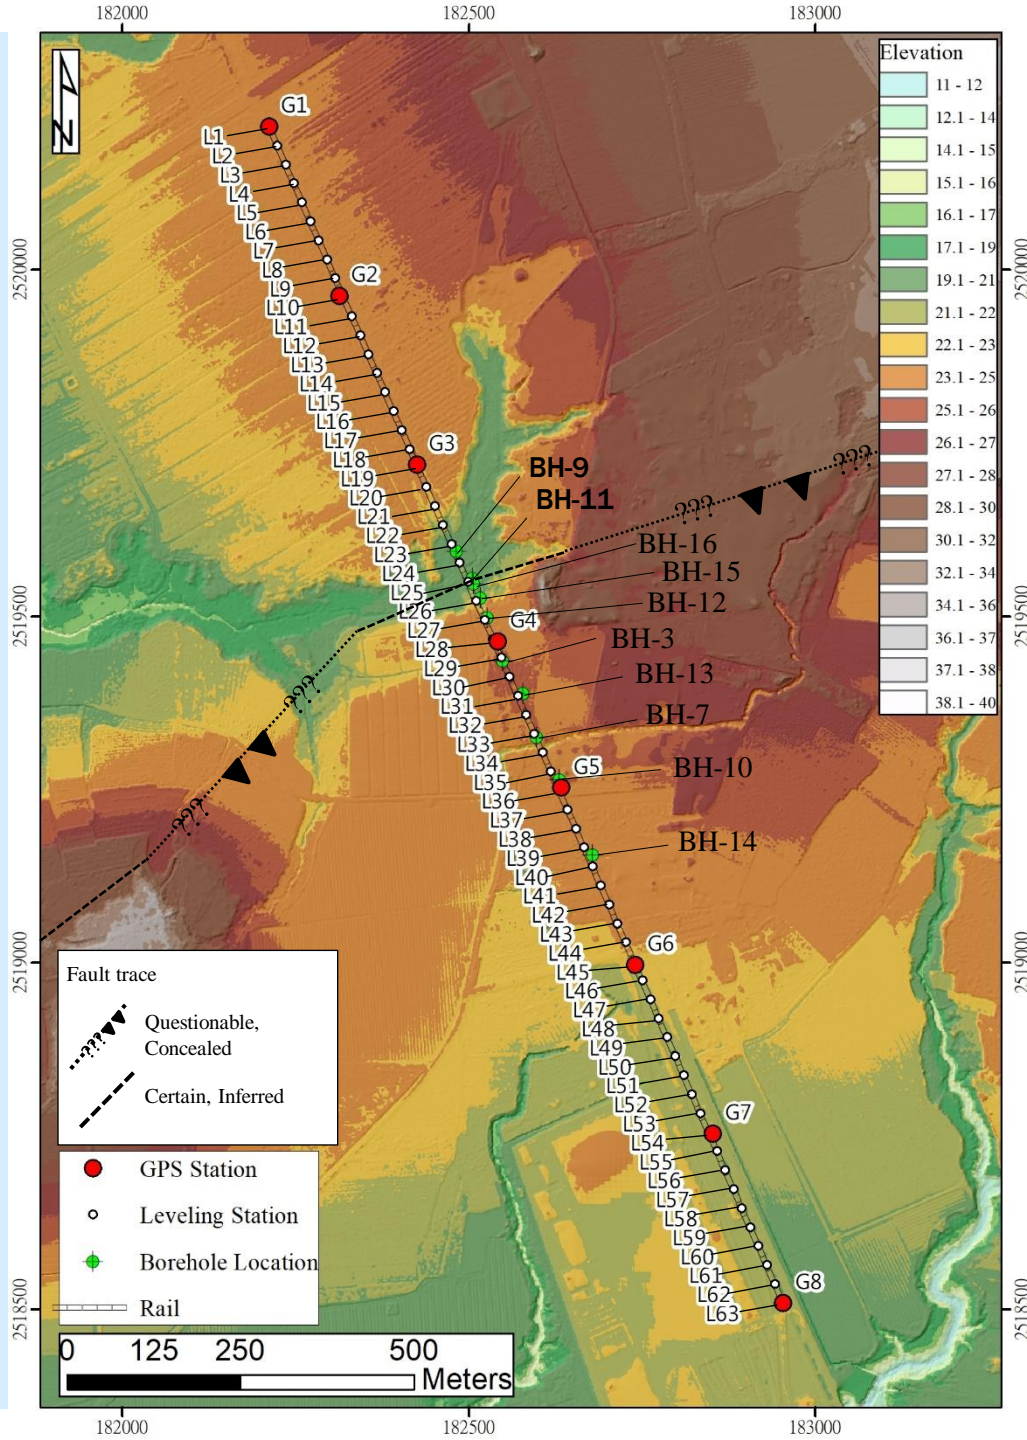 182000
182500
183000
Elevation
11 - 12
12.1 - 14
14.1 - 15
15.1 - 16
16.1 - 17
17.1 - 19
19.1 - 21
21.1 - 22
22.1 - 23
23.1 - 25
25.1 - 26
26.1 - 27
27.1 - 28
28.1 - 30
30.1 - 32
32.1 - 34
34.1 - 36
36.1 - 37
37.1 - 38
38.1 - 40
N
G1
L1
L2
L3
L4
L5
L6
L7
L8
L9
G2
L10
L11
L12
L13
L14
L15
L16
L17
L18
G3
L19
L20
L21
L22
L23
L24
L25
L26
L27
G4
L28
L29
L30
L31
L32
L33
L34
L35
G5
L36
L37
L38
L39
L40
L41
L42
L43
L44
G6
L45
L46
L47
L48
L49
L50
L51
L52
L53
G7
L54
L55
L56
L57
L58
L59
L60
L61
L62
G8
L63
BH-9
BH-11
BH-16
BH-15
BH-12
BH-3
BH-13
BH-7
BH-10
BH-14
???
???
???
???
2520000
2519500
2519000
2518500
2520000
2519500
2519000
2518500
Fault trace
???
Questionable,
Concealed
Certain, Inferred
GPS Station
Leveling Station
Borehole Location
Rail
0 125 250 500
Meters
182000
182500
183000